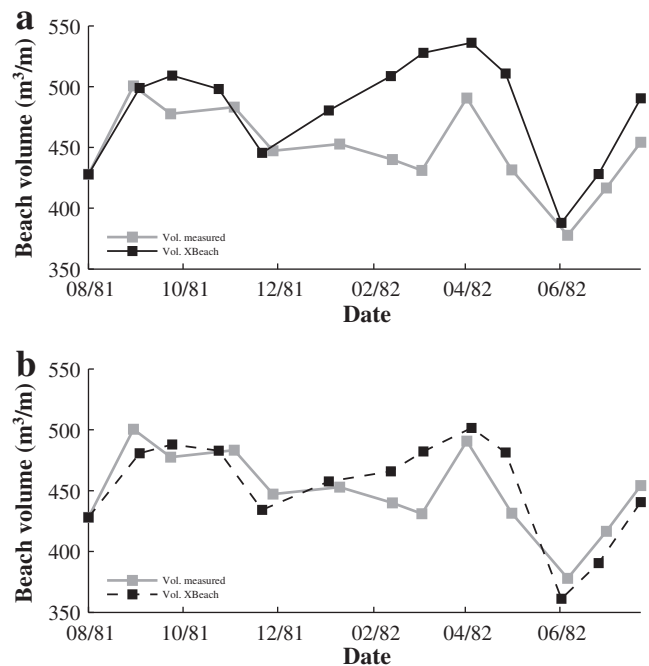 a
Beach volume (m³/m)
550
500
450
400
350
Vol. measured
Vol. XBeach
08/81 10/81 12/81 02/82 04/82 06/82
Date
b
Beach volume (m³/m)
550
500
450
400
350
Vol. measured
Vol. XBeach
08/81 10/81 12/81 02/82 04/82 06/82
Date